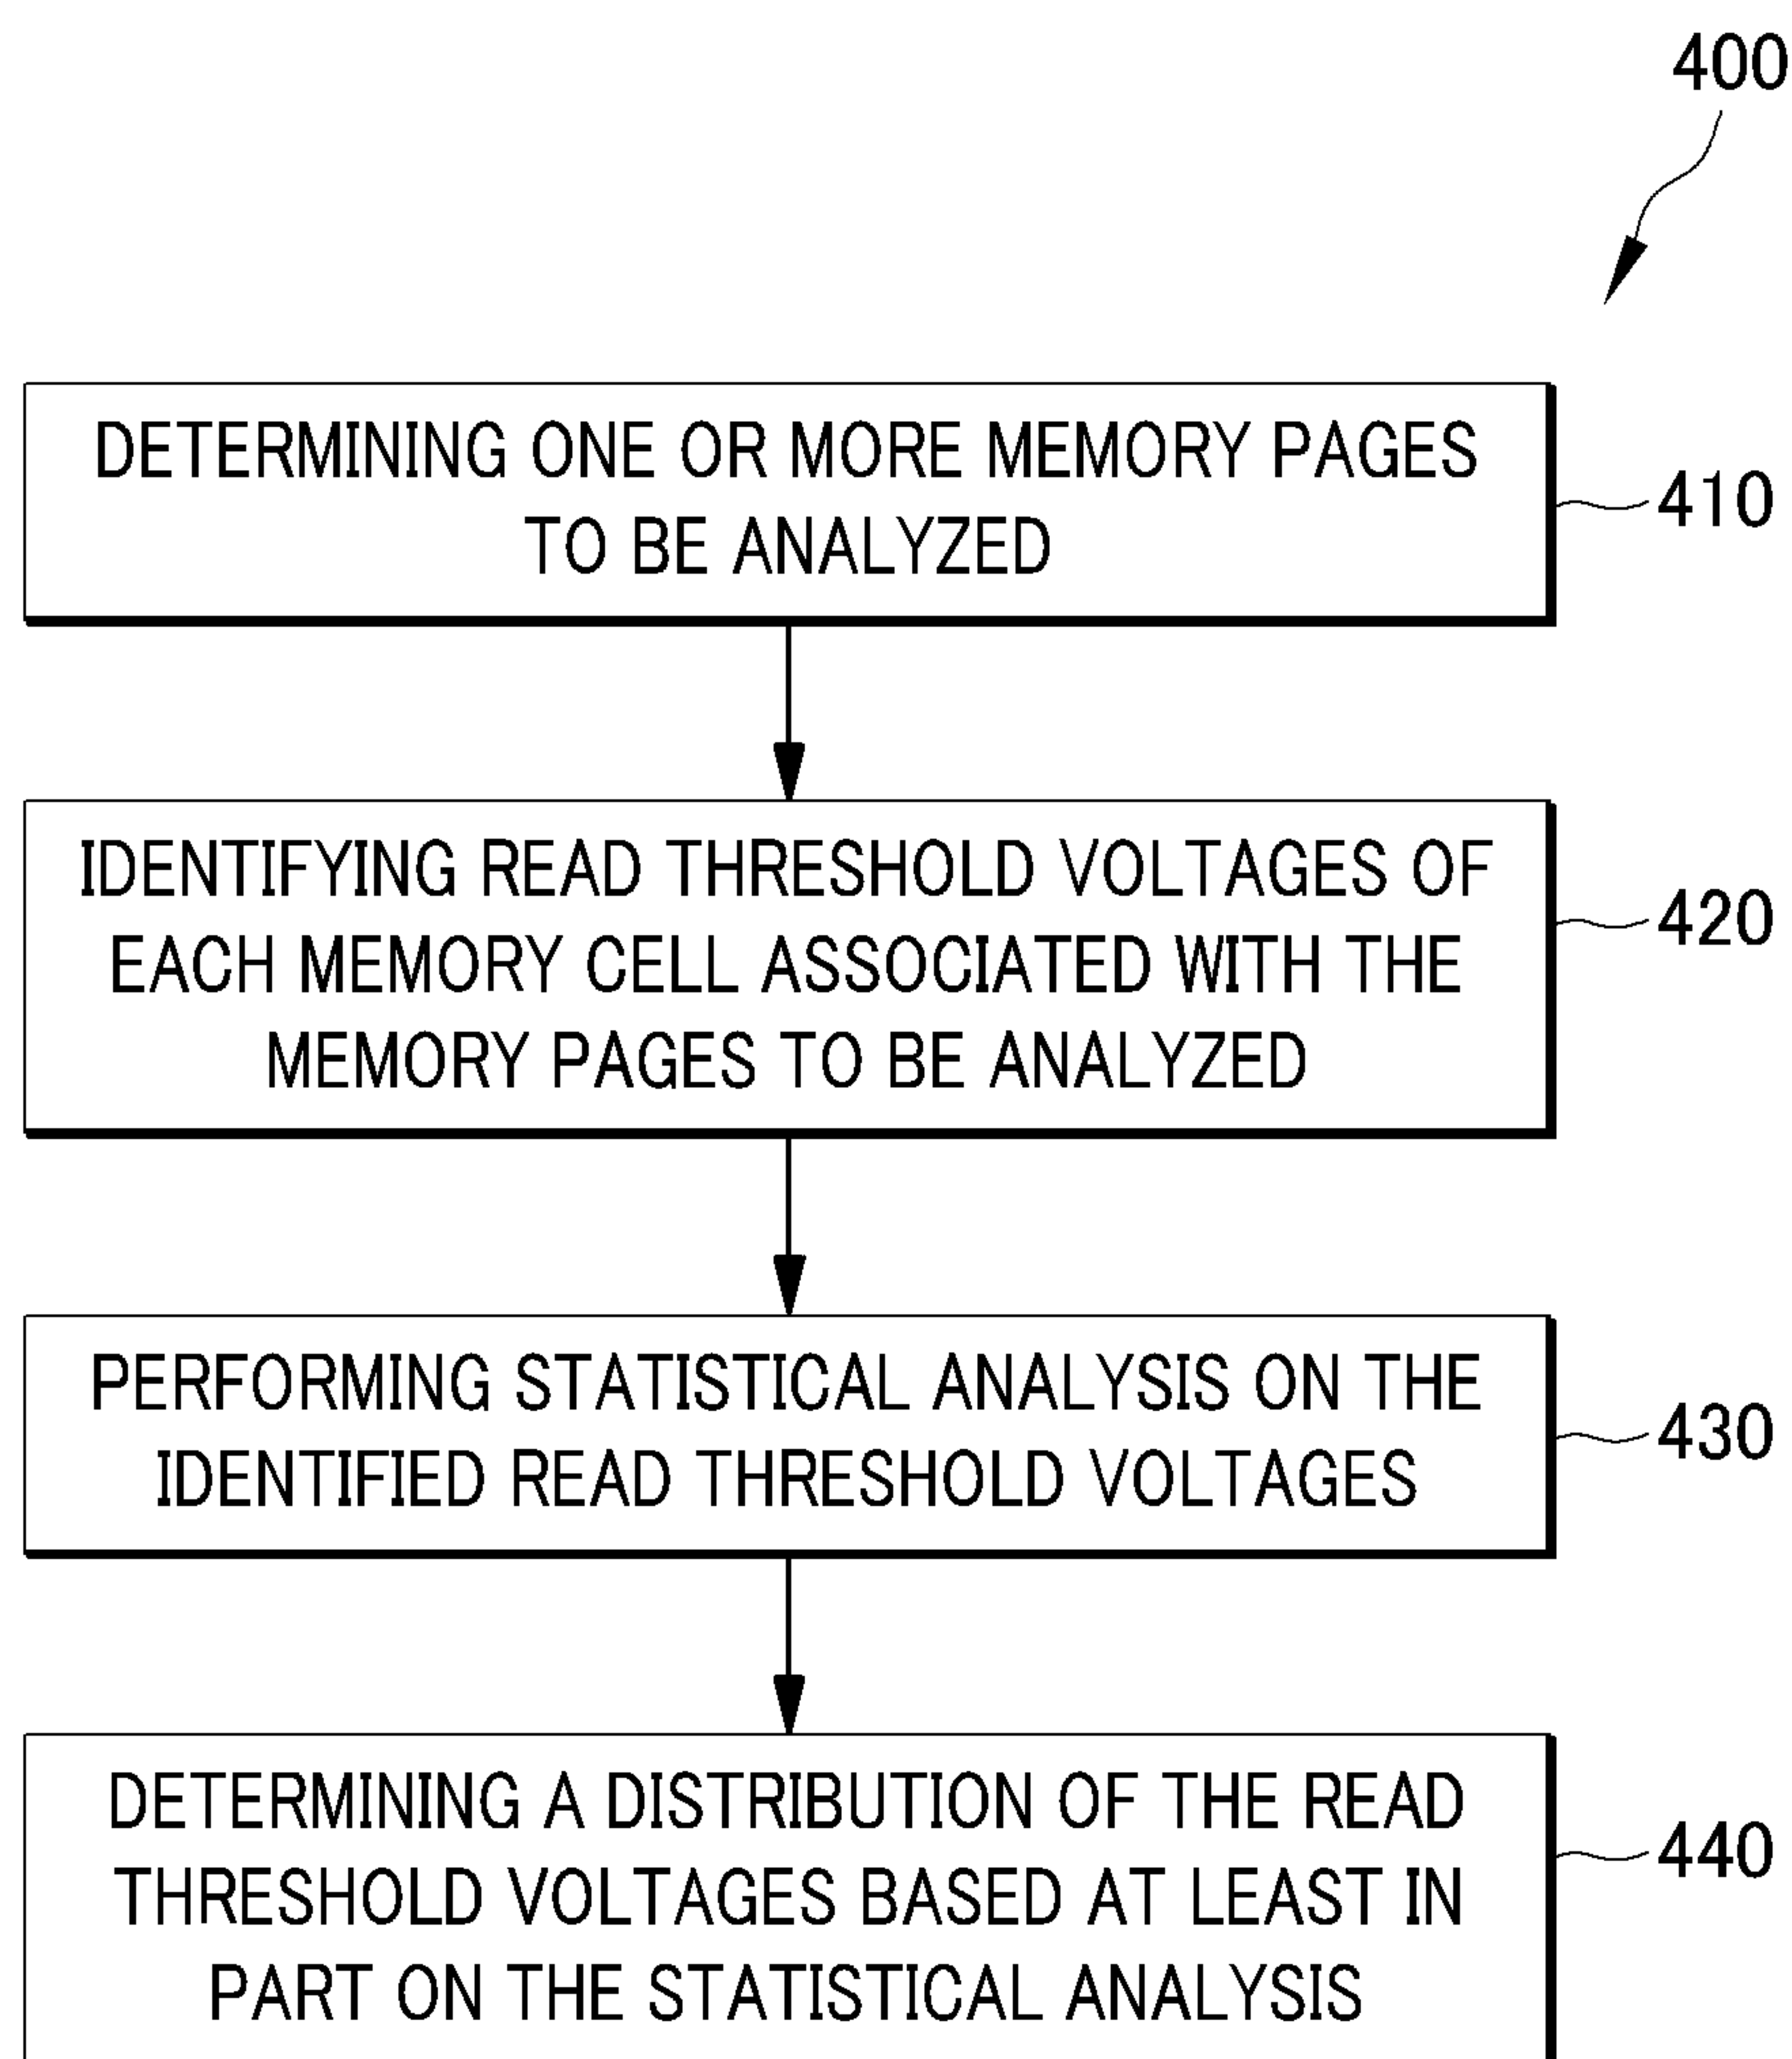 400
DETERMINING ONE OR MORE MEMORY PAGES
TO BE ANALYZED
410
IDENTIFYING READ THRESHOLD VOLTAGES OF
EACH MEMORY CELL ASSOCIATED WITH THE
MEMORY PAGES TO BE ANALYZED
420
PERFORMING STATISTICAL ANALYSIS ON THE
IDENTIFIED READ THRESHOLD VOLTAGES
430
DETERMINING A DISTRIBUTION OF THE READ
THRESHOLD VOLTAGES BASED AT LEAST IN
PART ON THE STATISTICAL ANALYSIS
440